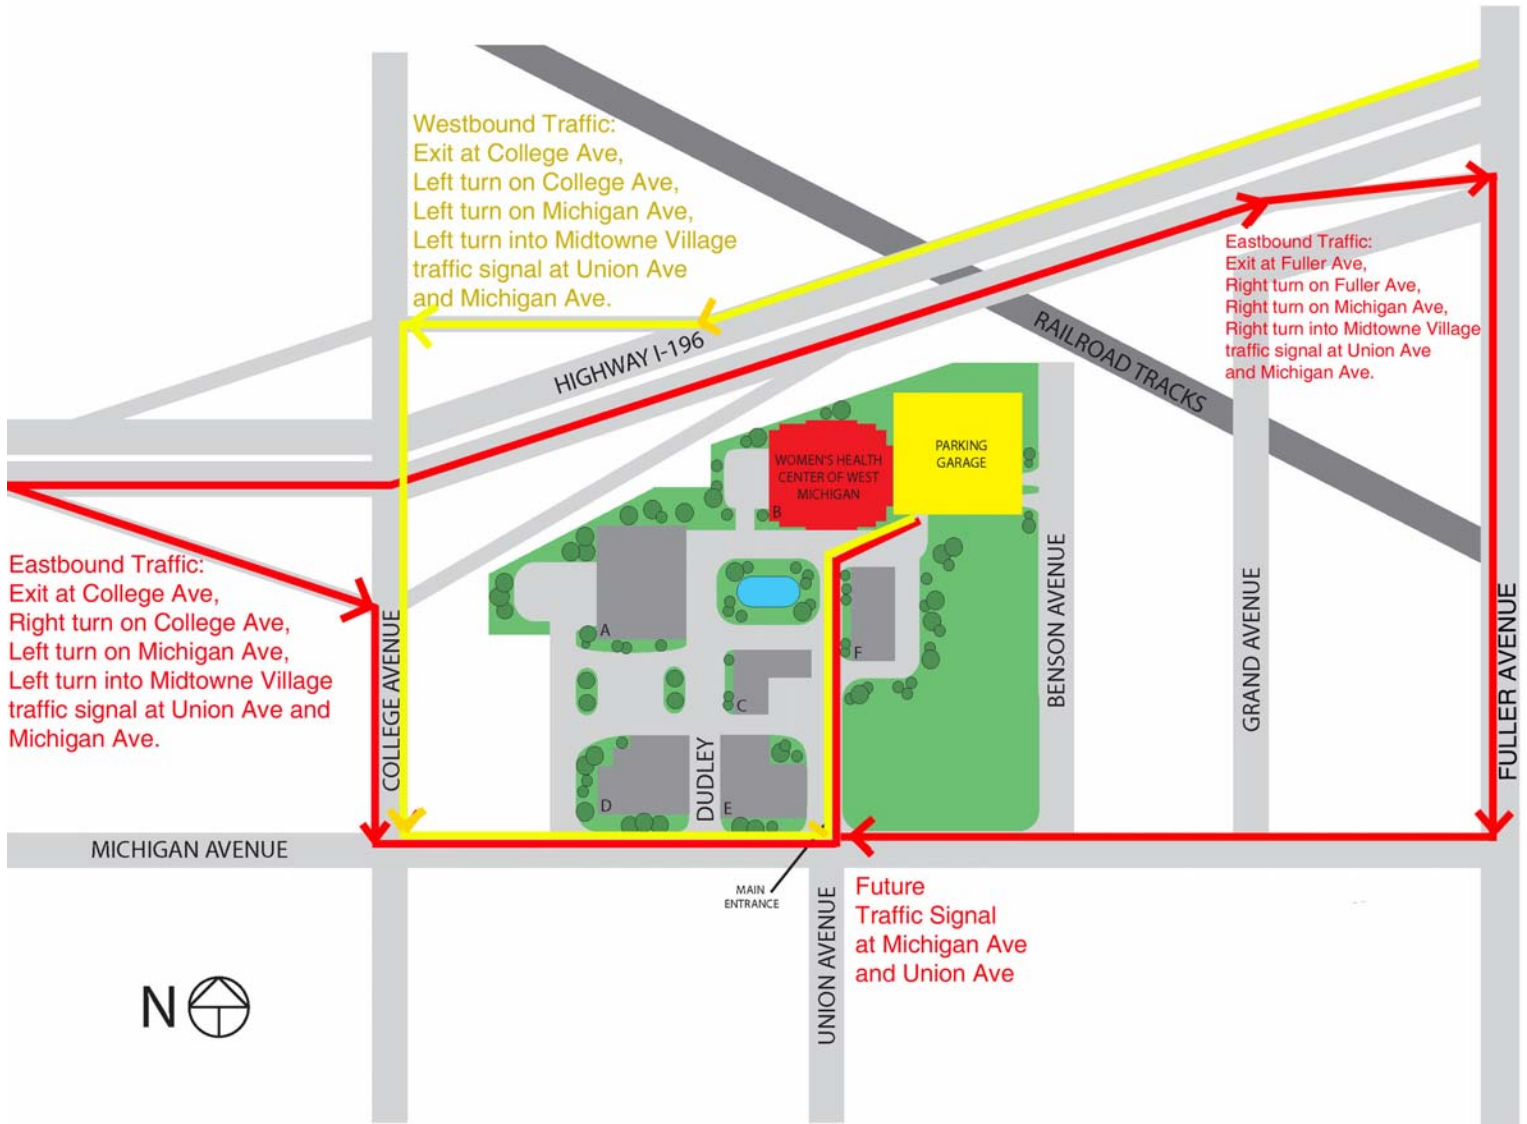 Westbound Traffic:
Exit at College Ave,
Left turn on College Ave,
Left turn on Michigan Ave,
Left turn into Midtowne Village
traffic signal at Union Ave
and Michigan Ave.
Eastbound Traffic:
Exit at Fuller Ave,
Right turn on Fuller Ave,
Right turn on Michigan Ave,
Right turn into Midtowne Village
traffic signal at Union Ave
and Michigan Ave.
HIGHWAY I-196
RAILROAD TRACKS
WOMEN'S HEALTH
CENTER OF WEST
MICHIGAN
PARKING
GARAGE
B
Eastbound Traffic:
Exit at College Ave,
Right turn on College Ave,
Left turn on Michigan Ave,
Left turn into Midtowne Village
traffic signal at Union Ave and
Michigan Ave.
COLLEGE AVENUE
A
C
F
D
DUDLEY
E
BENSON AVENUE
GRAND AVENUE
FULLER AVENUE
MICHIGAN AVENUE
MAIN
ENTRANCE
UNION AVENUE
Future
Traffic Signal
at Michigan Ave
and Union Ave
N